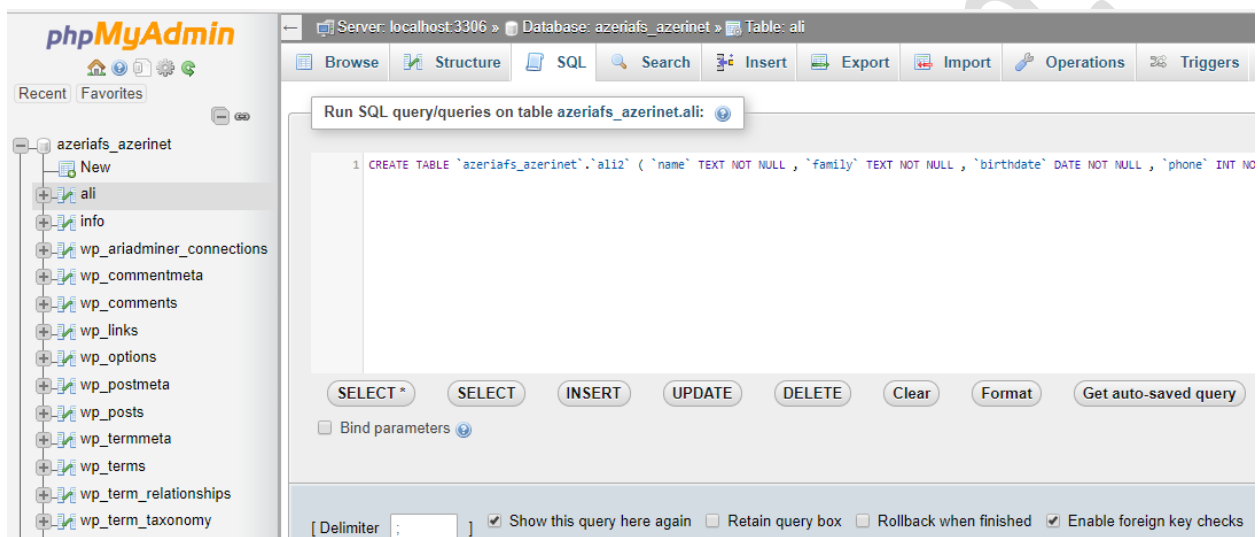 phpMyAdmin
Recent Favorites
azeriafs_azerinet
New
ali
info
wp_ariadminer_connections
wp_commentmeta
wp_comments
wp_links
wp_options
wp_postmeta
wp_posts
wp_termmeta
wp_terms
wp_term_relationships
wp_term_taxonomy
Server: localhost:3306 » Database: azeriafs_azerinet » Table: ali
Browse Structure SQL Search Insert Export Import Operations Triggers
Run SQL query/queries on table azeriafs_azerinet.ali:
1 CREATE TABLE `azeriafs_azerinet`.`ali2` ( `name` TEXT NOT NULL , `family` TEXT NOT NULL , `birthdate` DATE NOT NULL , `phone` INT NO
SELECT * SELECT INSERT UPDATE DELETE Clear Format Get auto-saved query
Bind parameters
[ Delimiter ; ] Show this query here again Retain query box Rollback when finished Enable foreign key checks